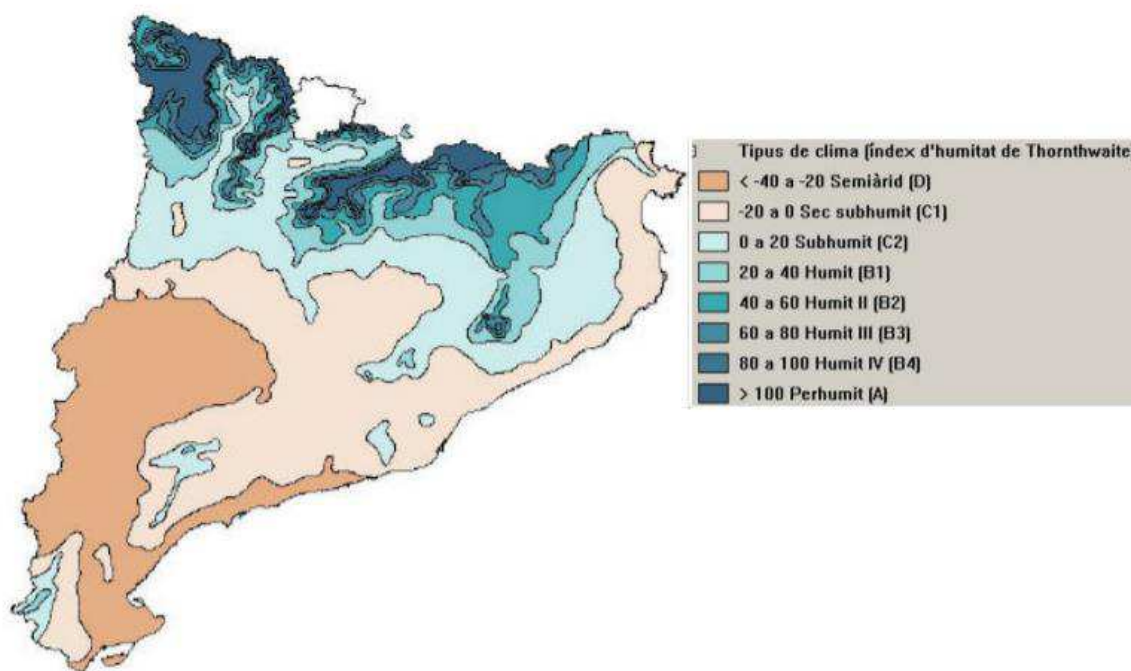 Tipus de clima (índex d'humitat de Thornthwaite
< -40 a -20 Semiàrid (D)
-20 a 0 Sec subhumit (C1)
0 a 20 Subhumit (C2)
20 a 40 Humit (B1)
40 a 60 Humit II (B2)
60 a 80 Humit III (B3)
80 a 100 Humit IV (B4)
> 100 Perhumit (A)